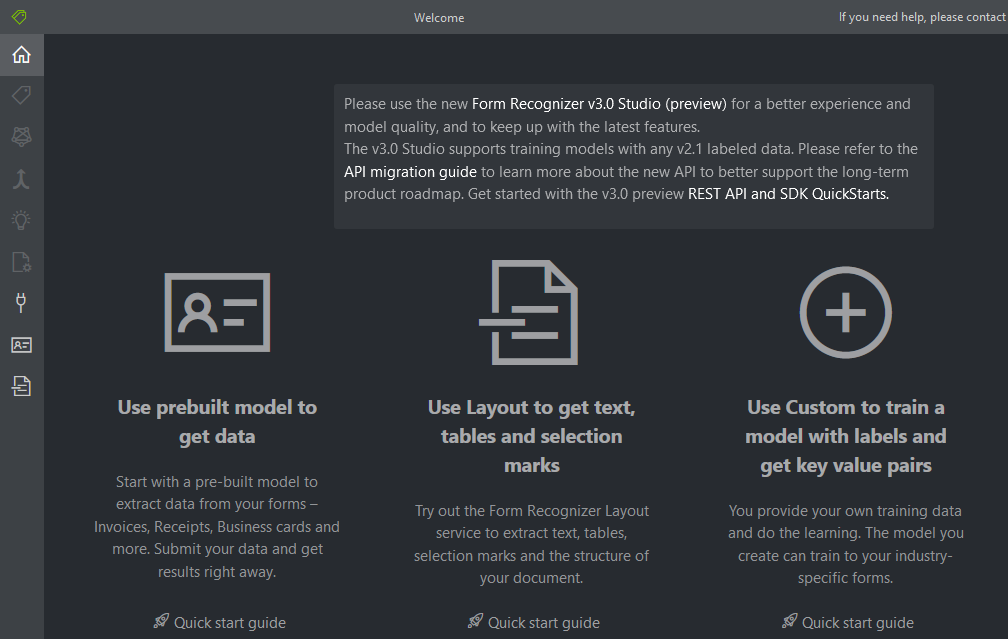 Welcome
If you need help, please contact
Please use the new Form Recognizer v3.0 Studio (preview) for a better experience and
model quality, and to keep up with the latest features.
The v3.0 Studio supports training models with any v2.1 labeled data. Please refer to the
API migration guide to learn more about the new API to better support the long-term
product roadmap. Get started with the v3.0 preview REST API and SDK QuickStarts.
Use prebuilt model to
get data
Start with a pre-built model to
extract data from your forms –
Invoices, Receipts, Business cards and
more. Submit your data and get
results right away.
Quick start guide
Use Layout to get text,
tables and selection
marks
Try out the Form Recognizer Layout
service to extract text, tables,
selection marks and the structure of
your document.
Quick start guide
Use Custom to train a
model with labels and
get key value pairs
You provide your own training data
and do the learning. The model you
create can train to your industry-
specific forms.
Quick start guide